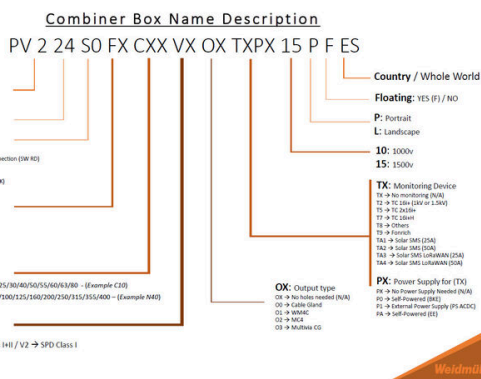 Combiner Box Name Description
PV 2 24 S0 FX CXX VX OX TXPX 15 P F ES
Country / Whole World
Floating: YES (F) / NO
P: Portrait
L: Landscape
10: 1000v
15: 1500v
TX: Monitoring Device
TX → No monitoring (N/A)
T2 → TC 16I+ (1kV or 1.5kV)
T5 → TC 2x16I+
T7 → TC 16I+H
T8 → Others
T9 → Fonrich
TA1 → Solar SMS (25A)
TA2 → Solar SMS (50A)
TA3 → Solar SMS LoRaWAN (25A)
TA4 → Solar SMS LoRaWAN (50A)
PX: Power Supply for (TX)
PX → No Power Supply Needed (N/A)
P0 → Self-Powered (BKE)
P1 → External Power Supply (PS ACDC)
PA → Self-Powered (EE)
OX: Output type
OX → No holes needed (N/A)
O0 → Cable Gland
O1 → WM4C
O2 → MC4
O3 → Multivia CG
ection (SW RD)
25/30/40/50/55/60/63/80 - (Example C10)
/100/125/160/200/250/315/355/400 – (Example N40)
I+II / V2 → SPD Class I
Weidmü